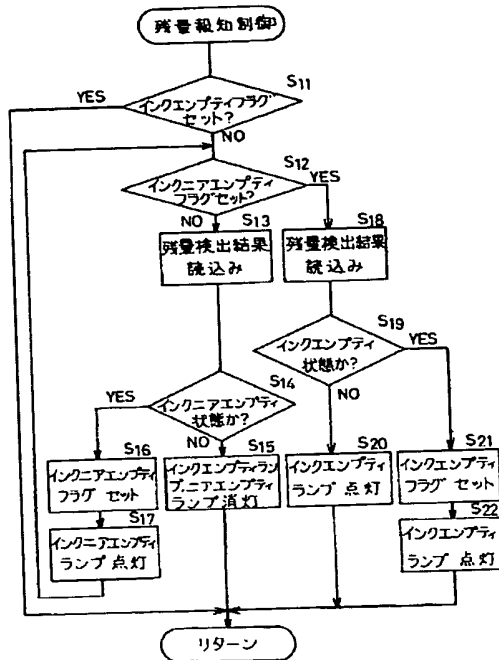 残量報知制御
S11
YES
インクエンプティフラグ
セット?
NO
S12
インクニアエンプティ
フラグセット?
YES
NO
S13
S18
残量検出結果
読込み
残量検出結果
読込み
S19
インクエンプティ
状態か?
YES
NO
S14
インクニアエンプティ
状態か?
YES
NO
S16
インクニアエンプティ
フラグ セット
S15
インクエンプティラン
プ,ニアエンプティ
ランプ消灯
S20
インクエンプティ
ランプ点灯
S21
インクエンプティ
フラグ セット
S17
インクニアエンプティ
ランプ 点灯
S22
インクエンプティ
ランプ 点灯
リターン